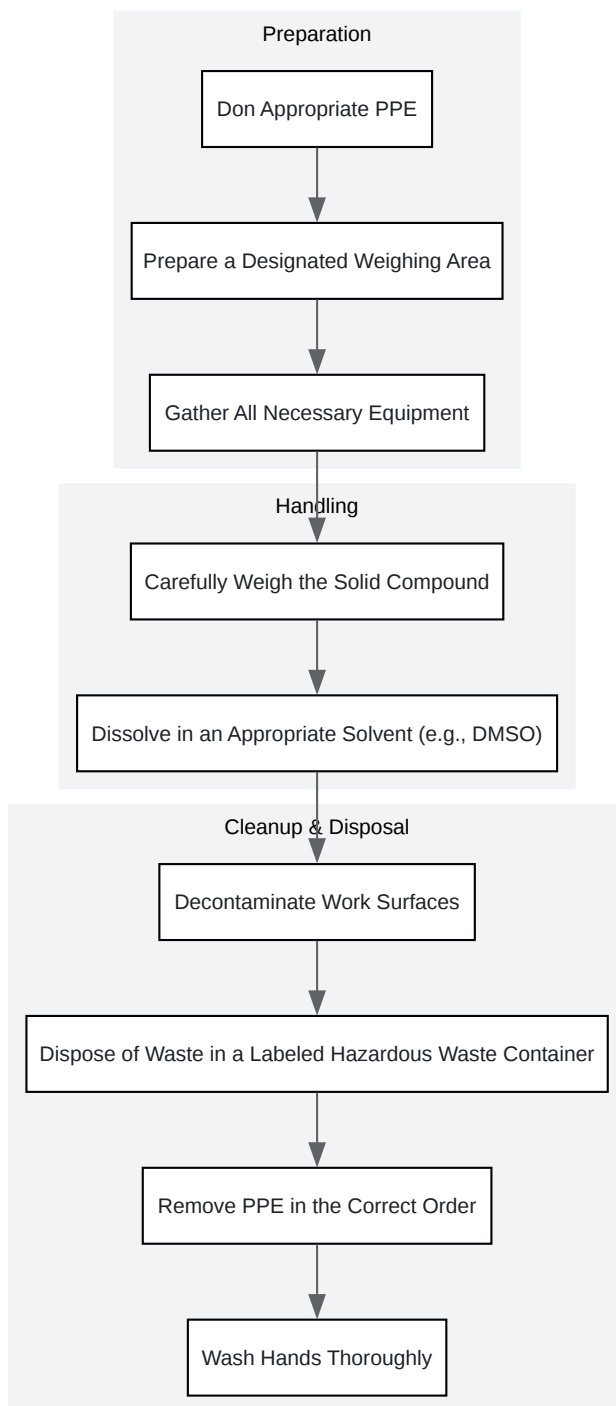 Preparation
Don Appropriate PPE
Prepare a Designated Weighing Area
Gather All Necessary Equipment
Handling
Carefully Weigh the Solid Compound
Dissolve in an Appropriate Solvent (e.g., DMSO)
Cleanup & Disposal
Decontaminate Work Surfaces
Dispose of Waste in a Labeled Hazardous Waste Container
Remove PPE in the Correct Order
Wash Hands Thoroughly